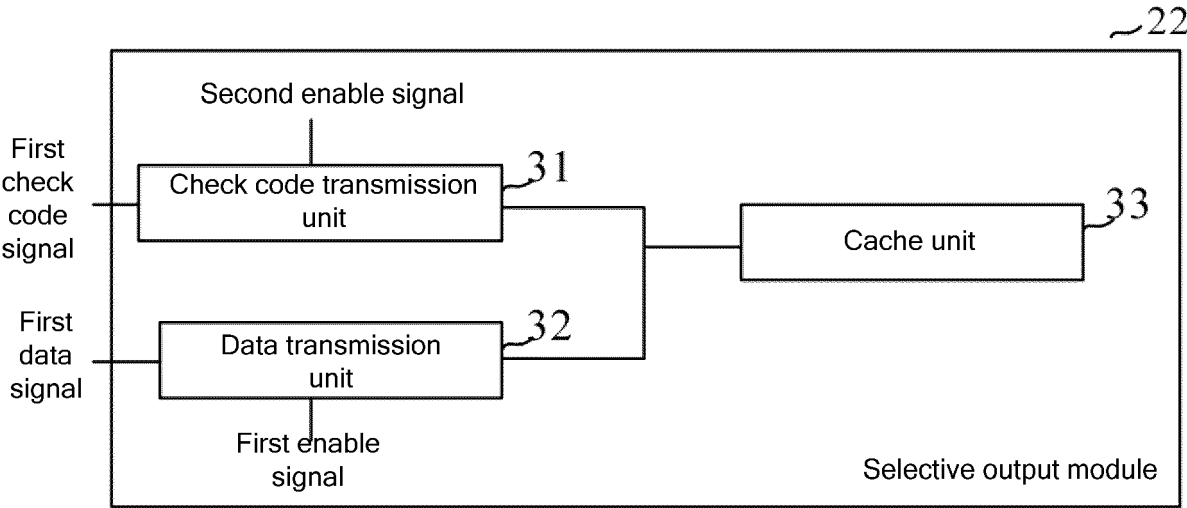 22
Second enable signal
First
check
code
signal
Check code transmission
unit
31
Cache unit
33
First
data
signal
Data transmission
unit
32
First enable
signal
Selective output module